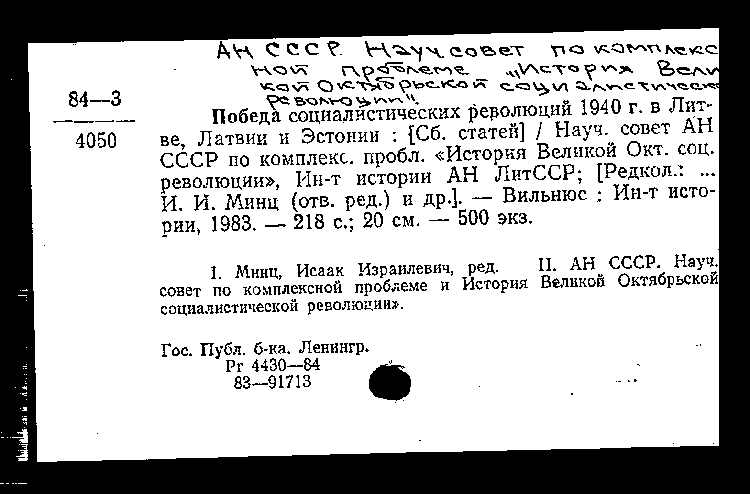 АН СССР. Науч. совет по комплекс
ной проблеме „История Вели
кой Октябрьской социалистическ
революции".
84—3
4050
Победа социалистических революций 1940 г. в Лит-
ве, Латвии и Эстонии : [Сб. статей] / Науч. совет АН
СССР по комплекс. пробл. «История Великой Окт. соц.
революции», Ин-т истории АН ЛитССР; [Редкол.: ...
И. И. Минц (отв. ред.) и др.]. — Вильнюс : Ин-т исто-
рии, 1983. — 218 с.; 20 см. — 500 экз.
I. Минц, Исаак Израилевич, ред. II. АН СССР. Науч.
совет по комплексной проблеме и История Великой Октябрьской
социалистической революции».
Гос. Публ. б-ка. Ленингр.
Рг 4430—84
83—91713